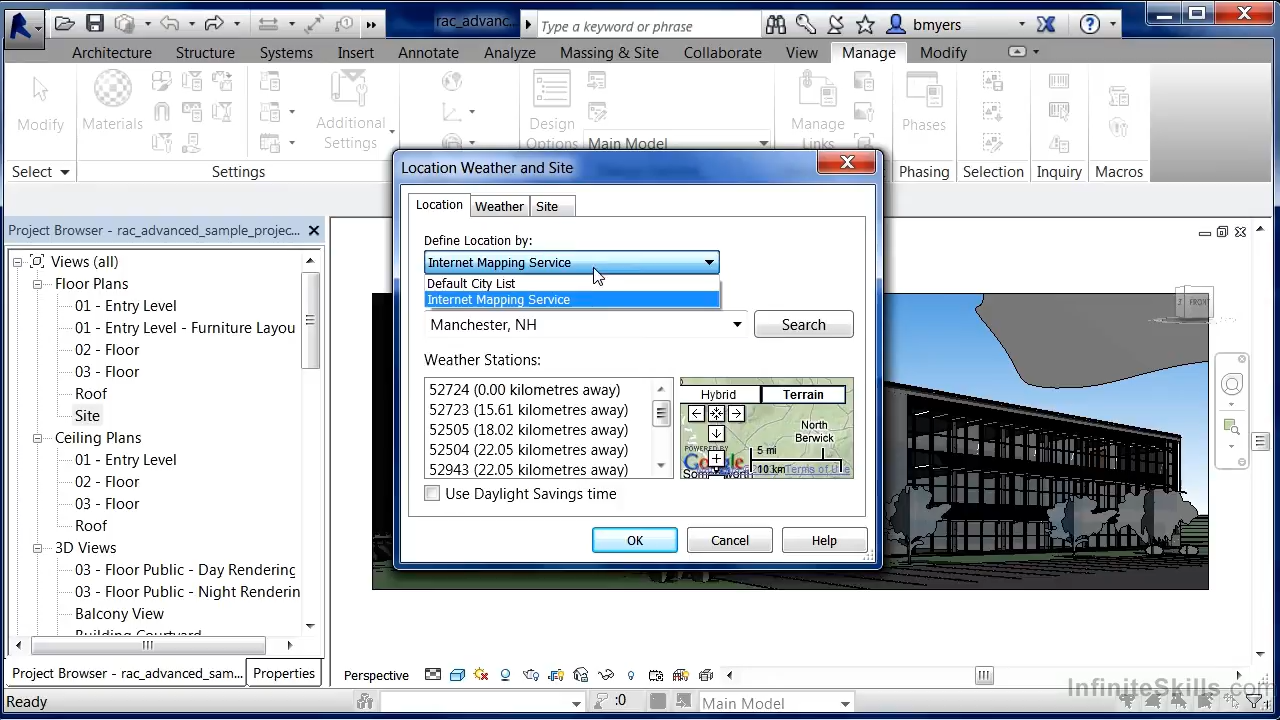 rac_advanc...
Type a keyword or phrase
bmyers
Architecture Structure Systems Insert Annotate Analyze Massing & Site Collaborate View Manage Modify
Modify
Materials
Additional
Settings
Design
Options
Main Model
Manage
Links
Phases
Select
Settings
Phasing
Selection
Inquiry
Macros
Location Weather and Site
Location Weather Site
Define Location by:
Internet Mapping Service
Default City List
Internet Mapping Service
Manchester, NH
Search
Weather Stations:
52724 (0.00 kilometres away)
52723 (15.61 kilometres away)
52505 (18.02 kilometres away)
52504 (22.05 kilometres away)
52943 (22.05 kilometres away)
Hybrid Terrain
North
Berwick
POWERED BY
Google
5 mi
10 km
Terms of Use
Use Daylight Savings time
OK Cancel Help
Project Browser - rac_advanced_sample_projec...
Views (all)
Floor Plans
01 - Entry Level
01 - Entry Level - Furniture Layou
02 - Floor
03 - Floor
Roof
Site
Ceiling Plans
01 - Entry Level
02 - Floor
03 - Floor
Roof
3D Views
03 - Floor Public - Day Rendering
03 - Floor Public - Night Renderin
Balcony View
Building Courtyard
Project Browser - rac_advanced_sam... Properties
FRONT
Perspective
Ready
:0
Main Model
InfiniteSkills.com